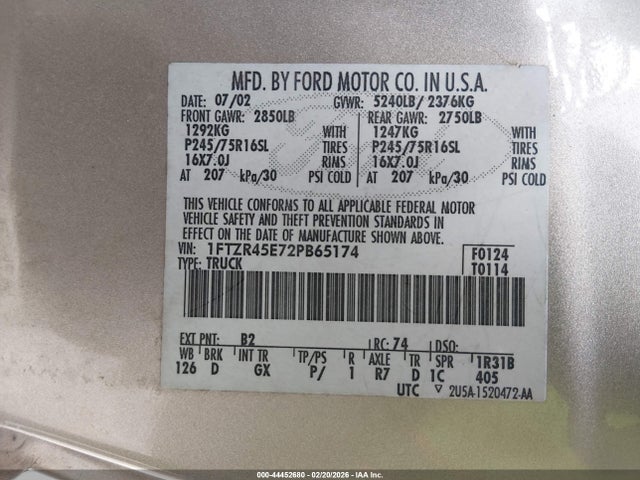 MFD. BY FORD MOTOR CO. IN U.S.A.
DATE: 07/02 GVWR: 5240LB/ 2376KG
FRONT GAWR: 2850LB REAR GAWR: 2750LB
1292KG WITH 1247KG WITH
P245/75R16SL TIRES P245/75R16SL TIRES
16X7.0J RIMS 16X7.0J RIMS
AT 207 kPa/30 PSI COLD AT 207 kPa/30 PSI COLD
THIS VEHICLE CONFORMS TO ALL APPLICABLE FEDERAL MOTOR
VEHICLE SAFETY AND THEFT PREVENTION STANDARDS IN
EFFECT ON THE DATE OF MANUFACTURE SHOWN ABOVE.
VIN: 1FTZR45E72PB65174 F0124
TYPE: TRUCK T0114
EXT PNT: B2 RC: 74 DSO:
WB BRK INT TR TP/PS R AXLE TR SPR 1R31B
126 D GX P/ 1 R7 D 1C 405
UTC ▽ 2U5A-1520472-AA
000-44452680 - 02/20/2026 - IAA Inc.